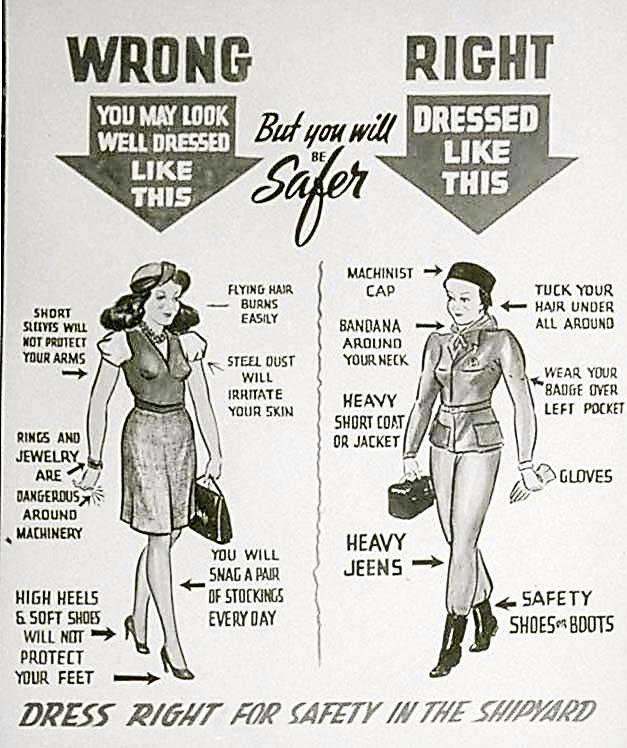 WRONG
YOU MAY LOOK
WELL DRESSED
LIKE
THIS
But you will
BE
Safer
RIGHT
DRESSED
LIKE
THIS
FLYING HAIR
BURNS
EASILY
SHORT
SLEEVES WILL
NOT PROTECT
YOUR ARMS
STEEL DUST
WILL
IRRITATE
YOUR SKIN
RINGS AND
JEWELRY
ARE
DANGEROUS
AROUND
MACHINERY
YOU WILL
SNAG A PAIR
OF STOCKINGS
EVERY DAY
HIGH HEELS
& SOFT SHOES
WILL NOT
PROTECT
YOUR FEET
MACHINIST
CAP
TUCK YOUR
HAIR UNDER
ALL AROUND
BANDANA
AROUND
YOUR NECK
WEAR YOUR
BADGE OVER
LEFT POCKET
HEAVY
SHORT COAT
OR JACKET
GLOVES
HEAVY
JEENS
SAFETY
SHOES OR BOOTS
DRESS RIGHT FOR SAFETY IN THE SHIPYARD